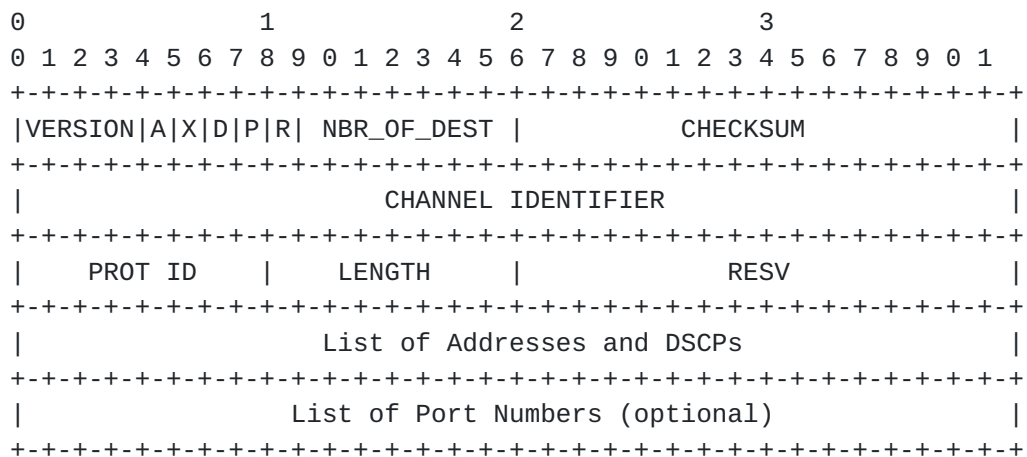 0 1 2 3
0 1 2 3 4 5 6 7 8 9 0 1 2 3 4 5 6 7 8 9 0 1 2 3 4 5 6 7 8 9 0 1
+-+-+-+-+-+-+-+-+-+-+-+-+-+-+-+-+-+-+-+-+-+-+-+-+-+-+-+-+-+-+-+-+
|VERSION|A|X|D|P|R| NBR_OF_DEST | CHECKSUM |
+-+-+-+-+-+-+-+-+-+-+-+-+-+-+-+-+-+-+-+-+-+-+-+-+-+-+-+-+-+-+-+-+
| CHANNEL IDENTIFIER |
+-+-+-+-+-+-+-+-+-+-+-+-+-+-+-+-+-+-+-+-+-+-+-+-+-+-+-+-+-+-+-+-+
| PROT ID | LENGTH | RESV |
+-+-+-+-+-+-+-+-+-+-+-+-+-+-+-+-+-+-+-+-+-+-+-+-+-+-+-+-+-+-+-+-+
| List of Addresses and DSCPs |
+-+-+-+-+-+-+-+-+-+-+-+-+-+-+-+-+-+-+-+-+-+-+-+-+-+-+-+-+-+-+-+-+
| List of Port Numbers (optional) |
+-+-+-+-+-+-+-+-+-+-+-+-+-+-+-+-+-+-+-+-+-+-+-+-+-+-+-+-+-+-+-+-+